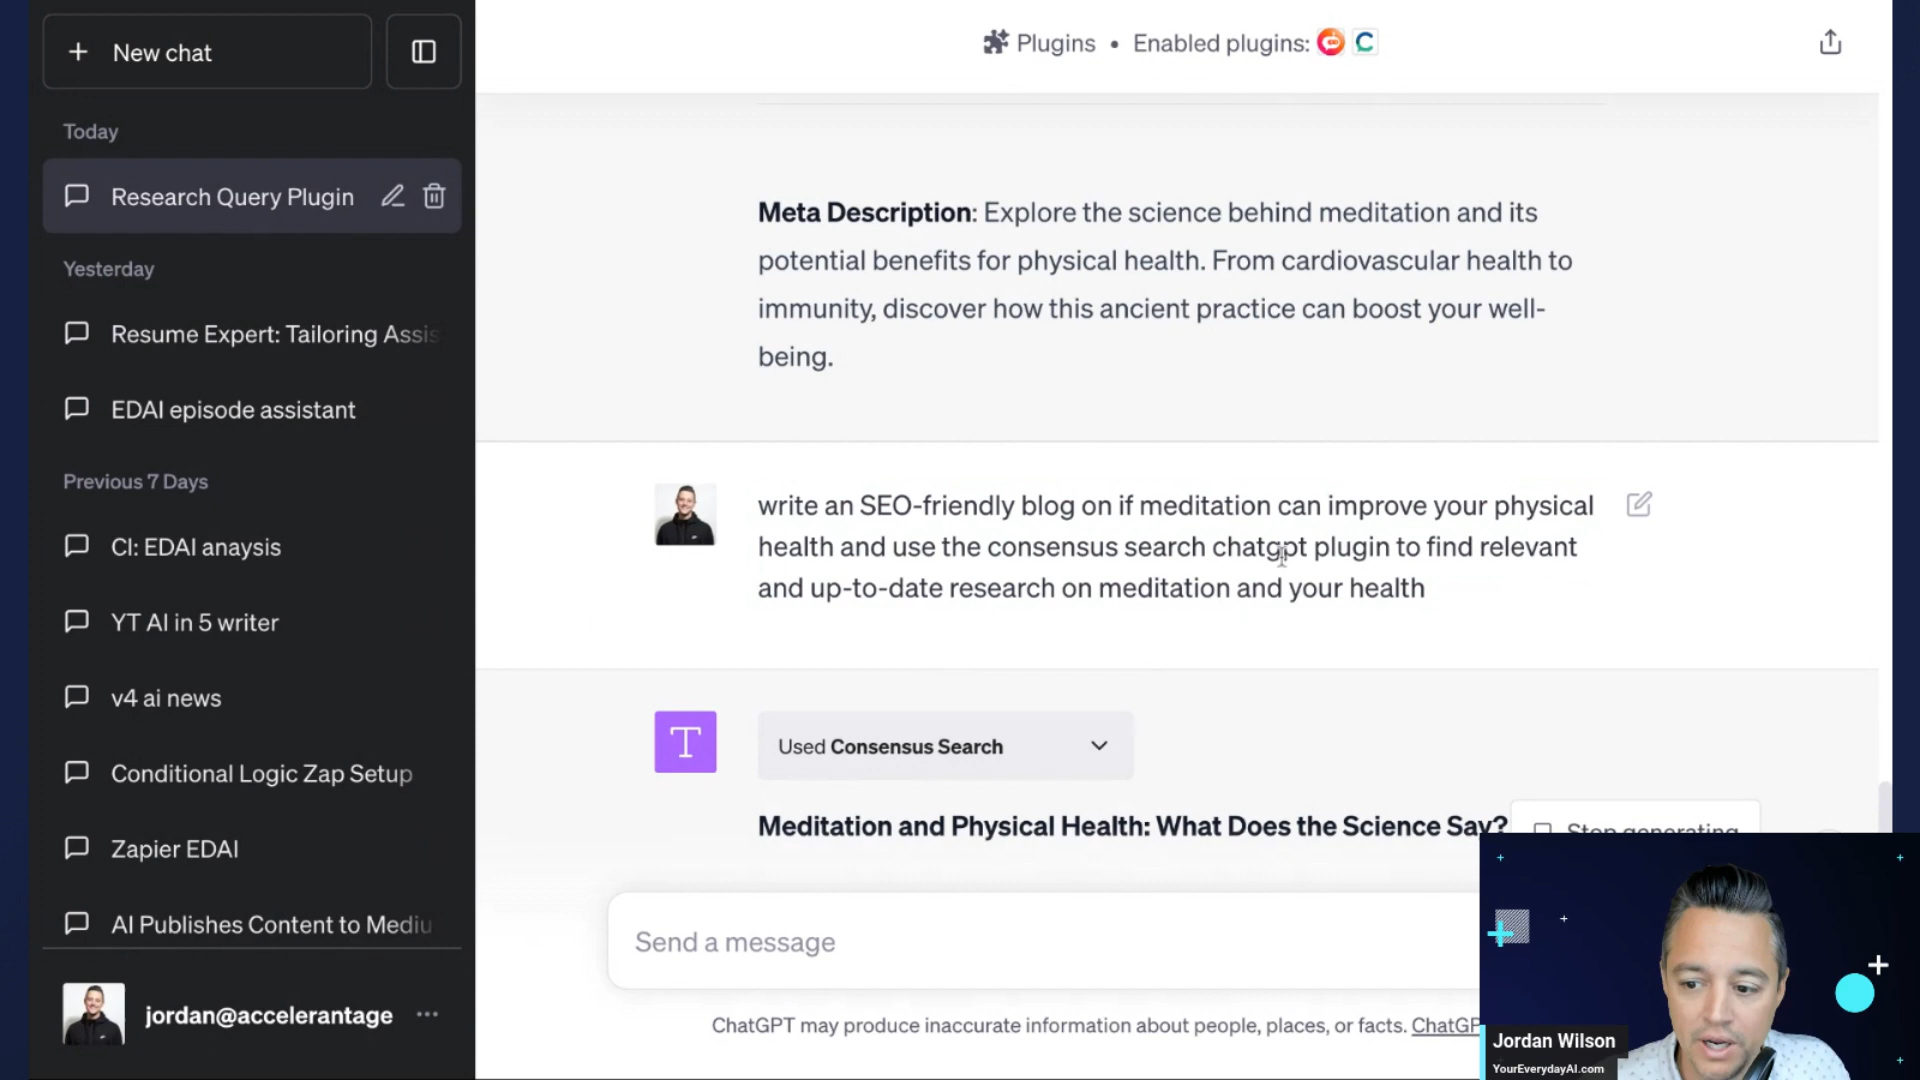 New chat
Today
Research Query Plugin
Yesterday
Resume Expert: Tailoring Assis
EDAI episode assistant
Previous 7 Days
CI: EDAI anaysis
YT AI in 5 writer
v4 ai news
Conditional Logic Zap Setup
Zapier EDAI
AI Publishes Content to Mediu
jordan@accelerantage
Plugins • Enabled plugins:
Meta Description: Explore the science behind meditation and its
potential benefits for physical health. From cardiovascular health to
immunity, discover how this ancient practice can boost your well-
being.
write an SEO-friendly blog on if meditation can improve your physical
health and use the consensus search chatgpt plugin to find relevant
and up-to-date research on meditation and your health
T
Used Consensus Search
Meditation and Physical Health: What Does the Science Say?
Stop generating
Send a message
ChatGPT may produce inaccurate information about people, places, or facts. ChatGP
Jordan Wilson
YourEverydayAI.com